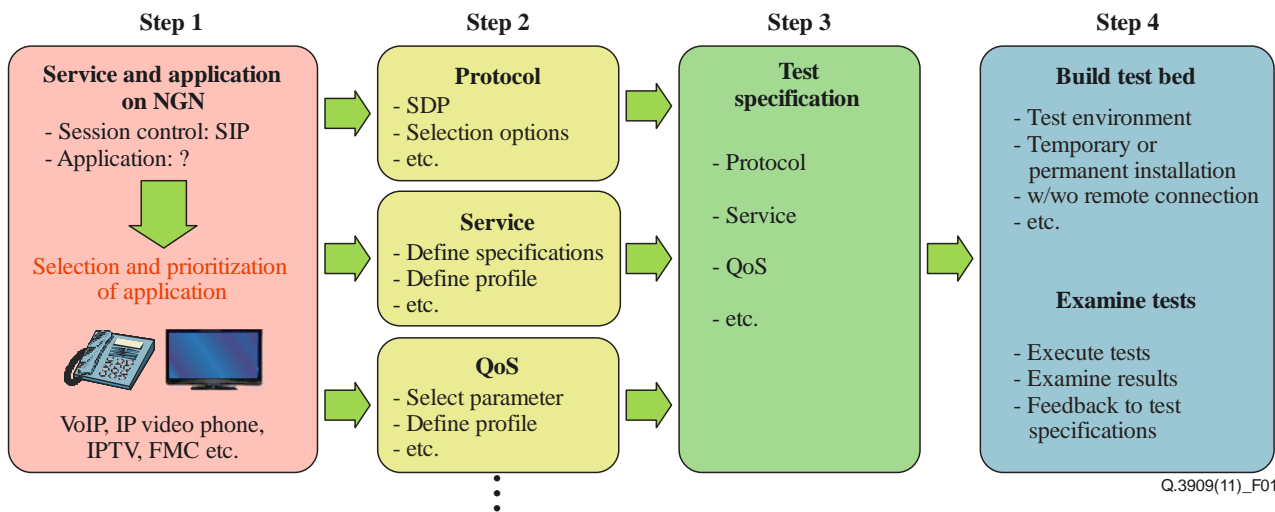 Step 1
Service and application
on NGN
- Session control: SIP
- Application: ?
Selection and prioritization
of application
VoIP, IP video phone,
IPTV, FMC etc.
Step 2
Protocol
- SDP
- Selection options
- etc.
Service
- Define specifications
- Define profile
- etc.
QoS
- Select parameter
- Define profile
- etc.
Step 3
Test
specification
- Protocol
- Service
- QoS
- etc.
Step 4
Build test bed
- Test environment
- Temporary or
permanent installation
- w/wo remote connection
- etc.
Examine tests
- Execute tests
- Examine results
- Feedback to test
specifications
Q.3909(11)_F01